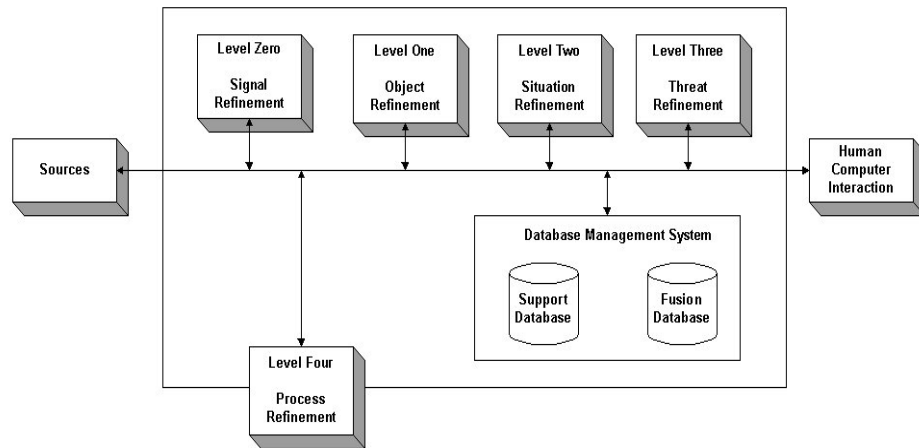 Level Zero
Signal
Refinement
Level One
Object
Refinement
Level Two
Situation
Refinement
Level Three
Threat
Refinement
Sources
Human
Computer
Interaction
Database Management System
Support
Database
Fusion
Database
Level Four
Process
Refinement